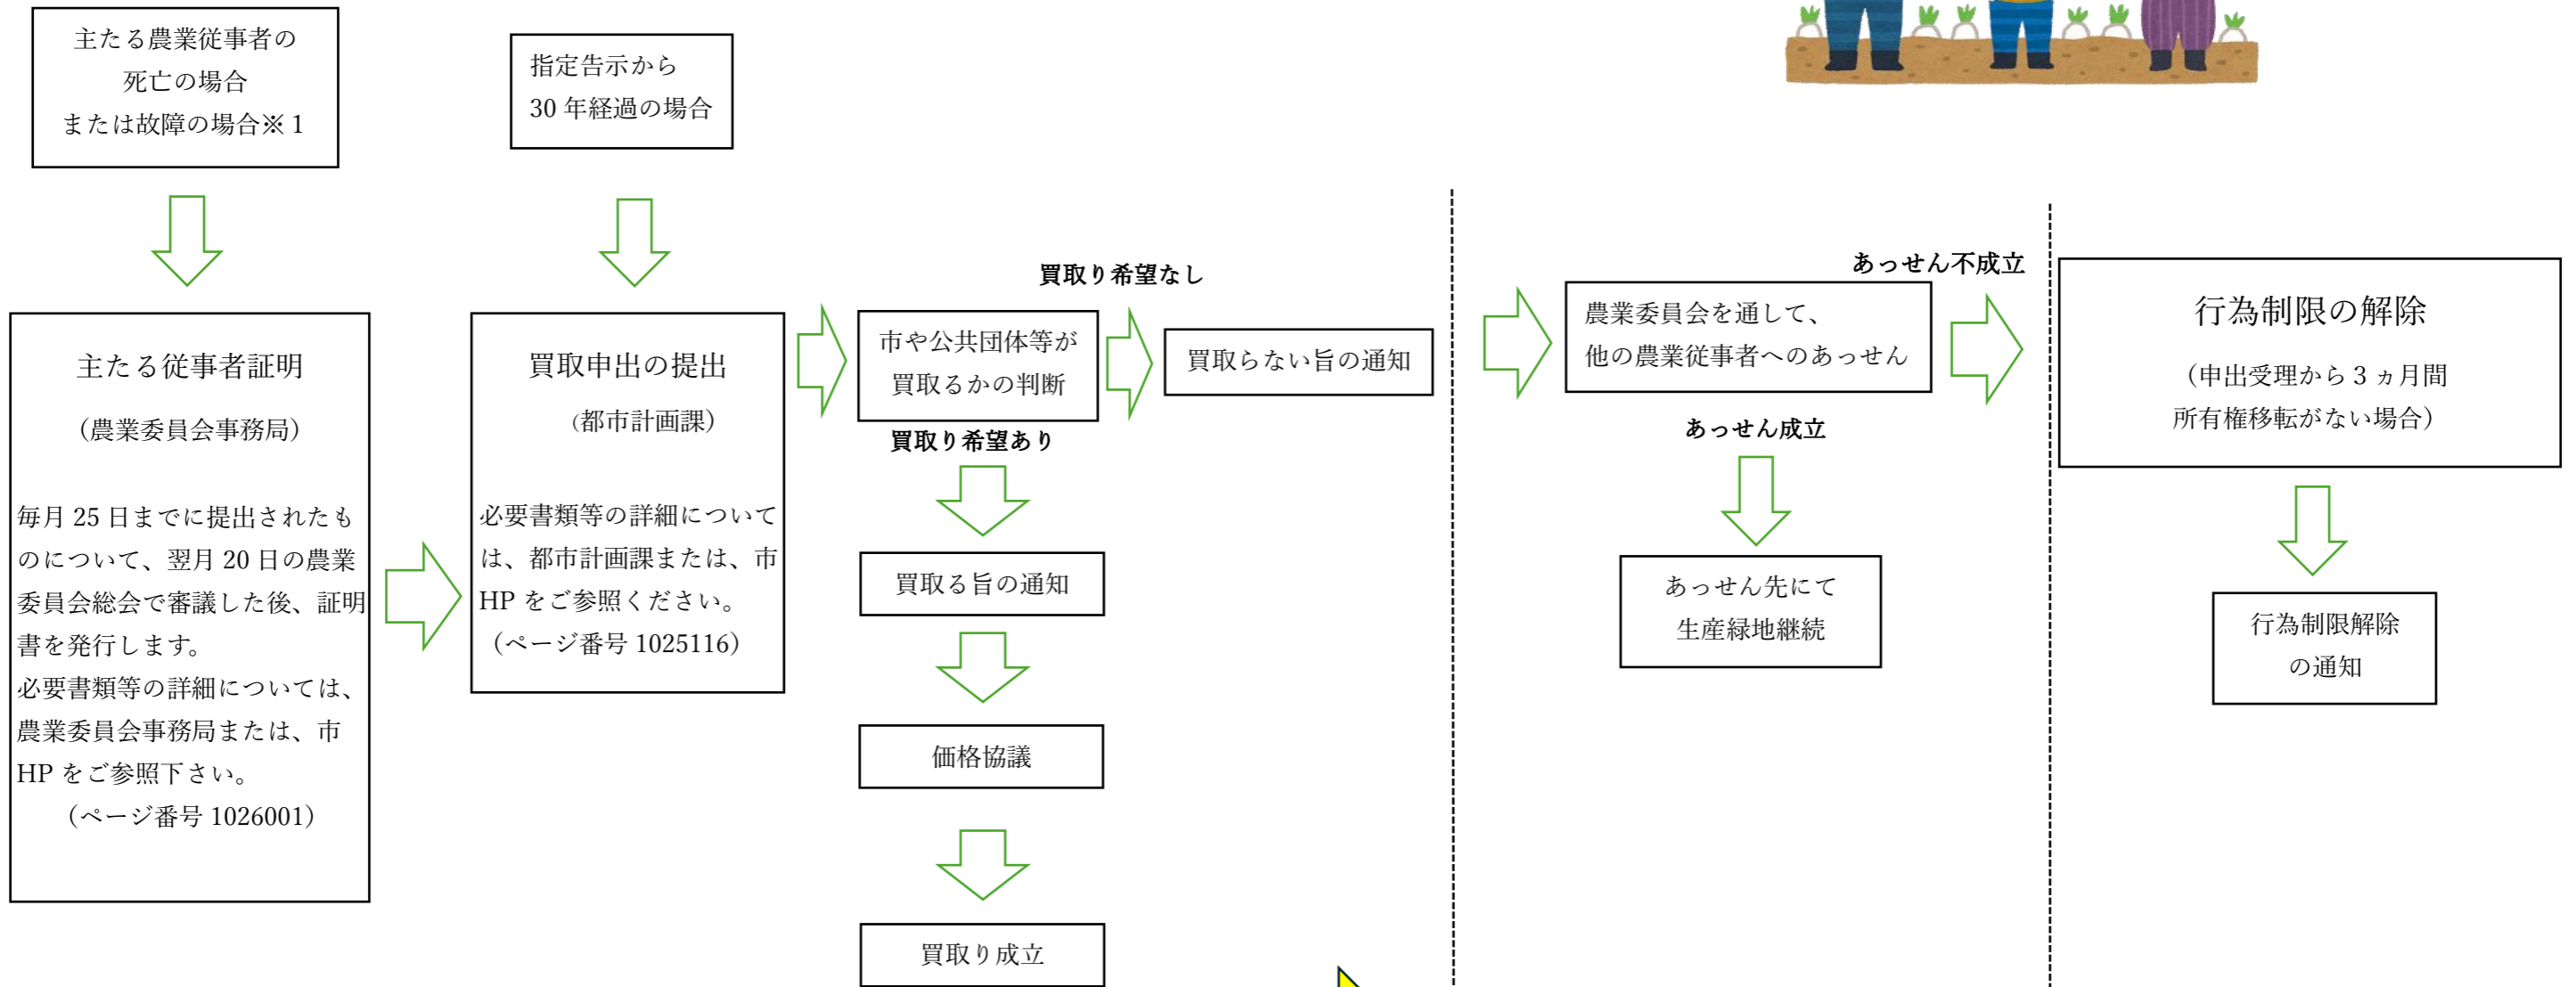 主たる農業従事者の
死亡の場合
または故障の場合※1
指定告示から
30年経過の場合
主たる従事者証明
（農業委員会事務局）
毎月25日までに提出されたも
のについて、翌月20日の農業
委員会総会で審議した後、証明
書を発行します。
必要書類等の詳細については、
農業委員会事務局または、市
HPをご参照下さい。
（ページ番号1026001）
買取申出の提出
（都市計画課）
必要書類等の詳細について
は、都市計画課または、市
HPをご参照ください。
（ページ番号1025116）
市や公共団体等が
買取るかの判断
買取り希望なし
買取らない旨の通知
買取り希望あり
買取る旨の通知
価格協議
買取り成立
農業委員会を通して、
他の農業従事者へのあっせん
あっせん不成立
あっせん成立
あっせん先にて
生産緑地継続
行為制限の解除
（申出受理から3ヵ月間
所有権移転がない場合）
行為制限解除
の通知